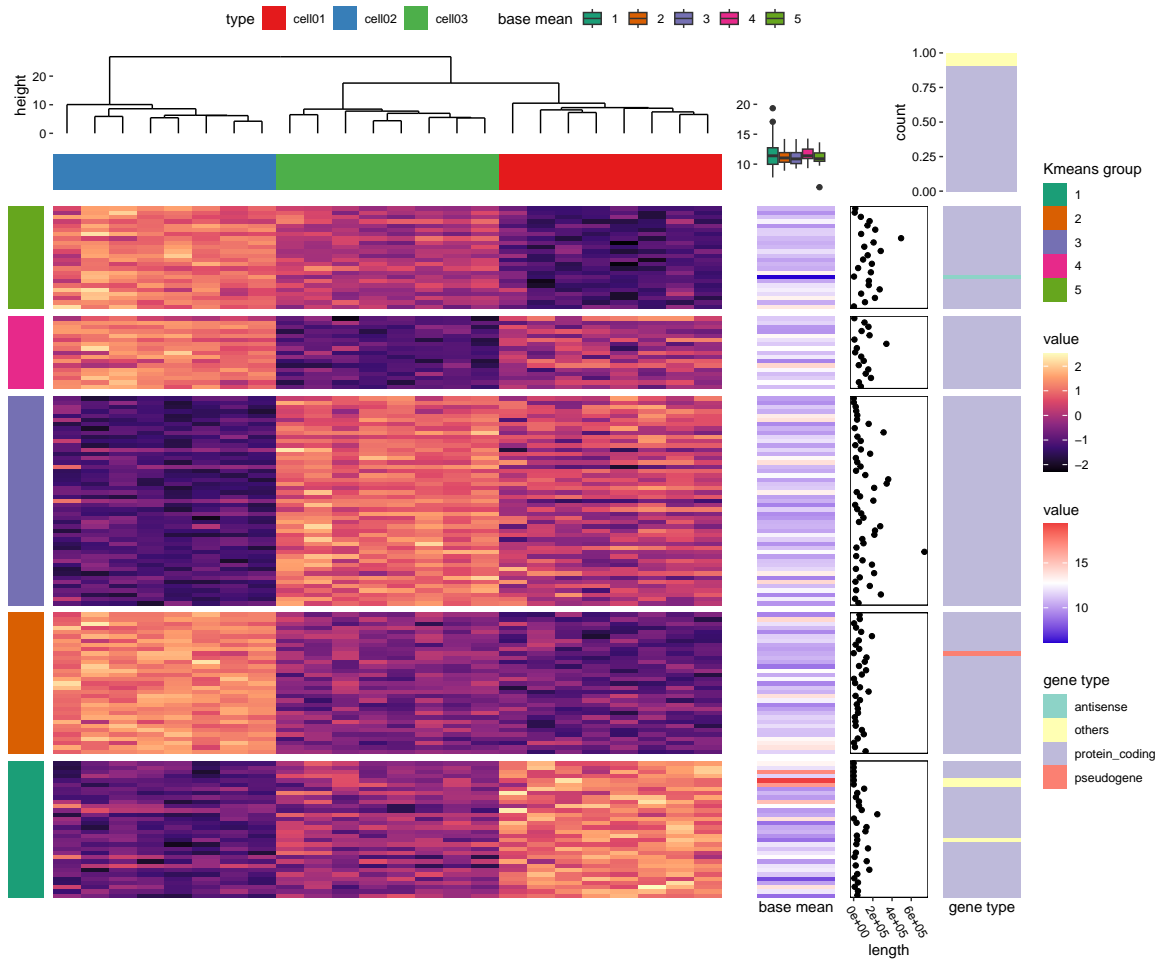 type cell01 cell02 cell03 base mean 1 2 3 4 5
height
20
10
0
20
15
10
count
1.00
0.75
0.50
0.25
0.00
Kmeans group
1
2
3
4
5
value
2
1
0
−1
−2
value
15
10
gene type
antisense
others
protein_coding
pseudogene
base mean
0e+00
2e+05
4e+05
6e+05
length
gene type